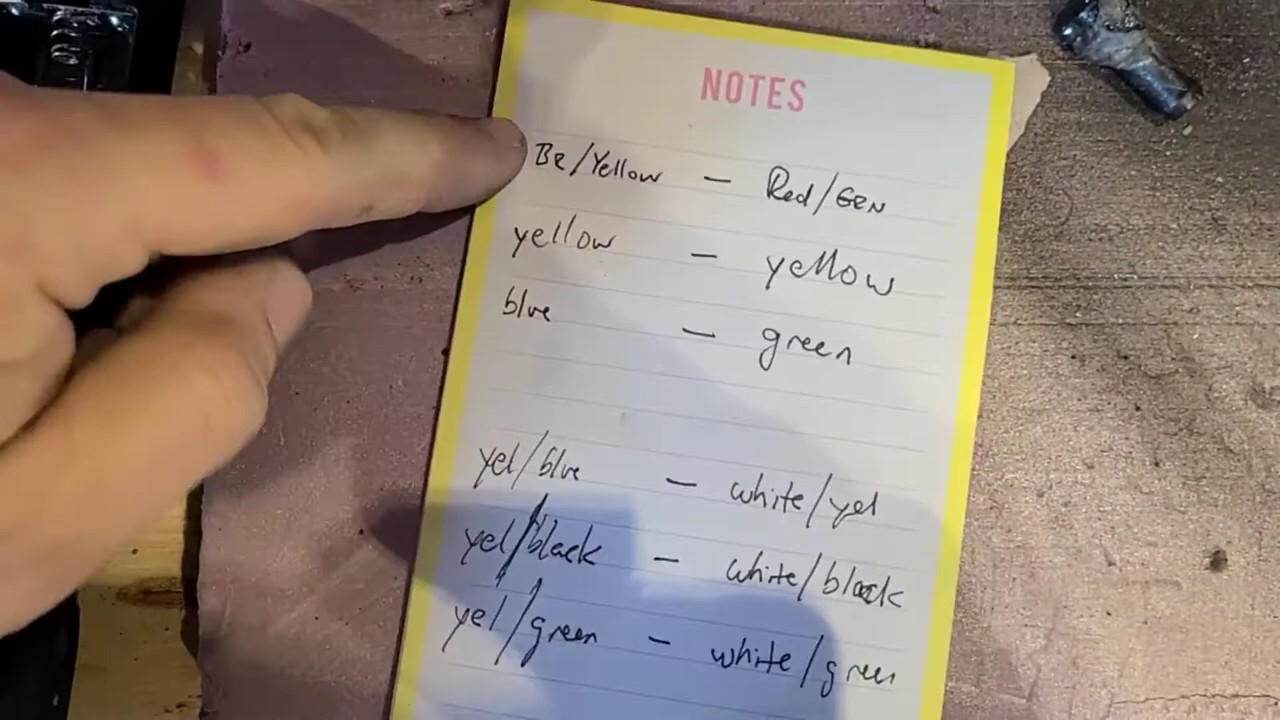 NOTES
Br/Yellow — Red/GRN
yellow — yellow
blue — green
yel/blue — white/yel
yel/black — white/black
yel/green — white/green